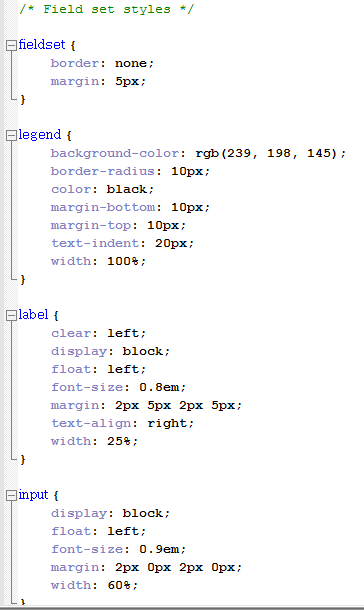 /* Field set styles */
fieldset {
border: none;
margin: 5px;
}
legend {
background-color: rgb(239, 198, 145);
border-radius: 10px;
color: black;
margin-bottom: 10px;
margin-top: 10px;
text-indent: 20px;
width: 100%;
}
label {
clear: left;
display: block;
float: left;
font-size: 0.8em;
margin: 2px 5px 2px 5px;
text-align: right;
width: 25%;
}
input {
display: block;
float: left;
font-size: 0.9em;
margin: 2px 0px 2px 0px;
width: 60%;
}